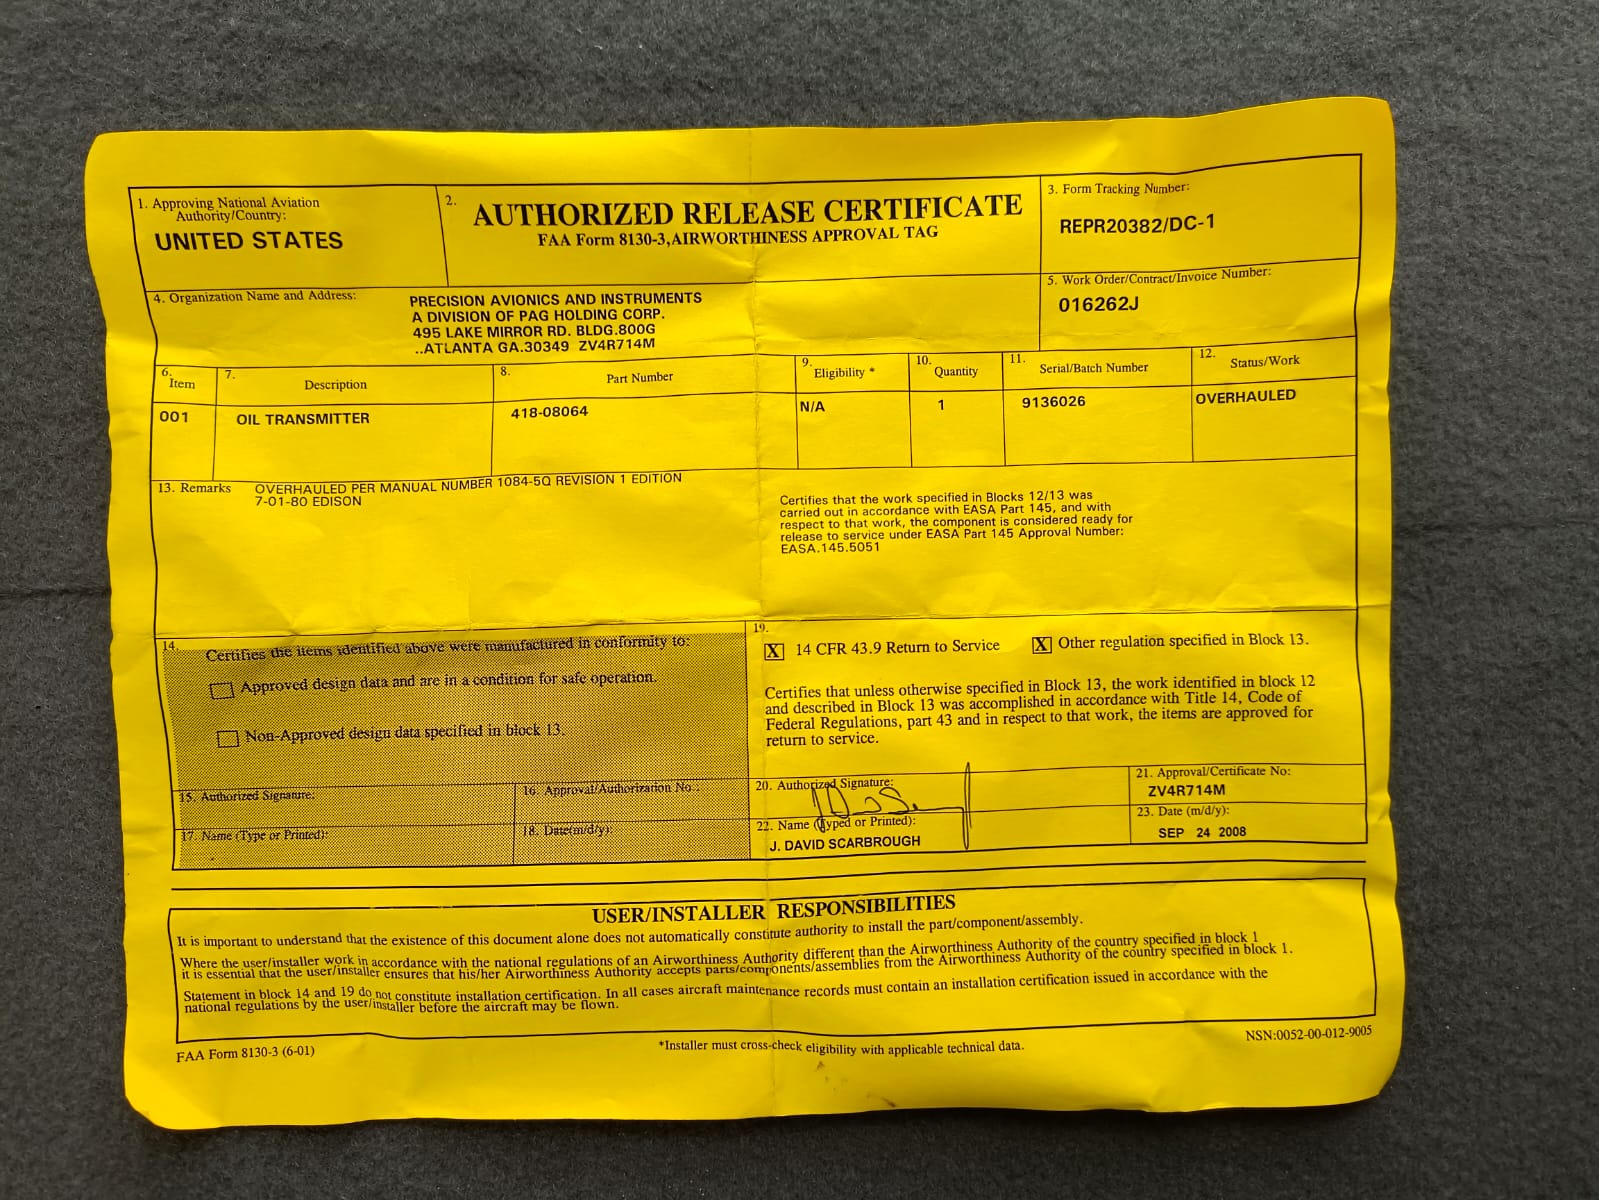 1. Approving National Aviation
Authority/Country:
UNITED STATES
2.
AUTHORIZED RELEASE CERTIFICATE
FAA Form 8130-3,AIRWORTHINESS APPROVAL TAG
3. Form Tracking Number:
REPR20382/DC-1
4. Organization Name and Address:
PRECISION AVIONICS AND INSTRUMENTS
A DIVISION OF PAG HOLDING CORP.
495 LAKE MIRROR RD. BLDG.800G
..ATLANTA GA.30349 ZV4R714M
5. Work Order/Contract/Invoice Number:
016262J
6.
Item
7.
Description
8.
Part Number
9.
Eligibility *
10.
Quantity
11.
Serial/Batch Number
12.
Status/Work
001
OIL TRANSMITTER
418-08064
N/A
1
9136026
OVERHAULED
13. Remarks
OVERHAULED PER MANUAL NUMBER 1084-5Q REVISION 1 EDITION
7-01-80 EDISON
Certifies that the work specified in Blocks 12/13 was
carried out in accordance with EASA Part 145, and with
respect to that work, the component is considered ready for
release to service under EASA Part 145 Approval Number:
EASA.145.5051
14.
Certifies the items identified above were manufactured in conformity to:
Approved design data and are in a condition for safe operation.
Non-Approved design data specified in block 13.
15. Authorized Signature:
16. Approval/Authorization No.:
17. Name (Type or Printed):
18. Date(m/d/y):
19.
X 14 CFR 43.9 Return to Service
X Other regulation specified in Block 13.
Certifies that unless otherwise specified in Block 13, the work identified in block 12
and described in Block 13 was accomplished in accordance with Title 14, Code of
Federal Regulations, part 43 and in respect to that work, the items are approved for
return to service.
20. Authorized Signature:
21. Approval/Certificate No:
ZV4R714M
22. Name (Typed or Printed):
J. DAVID SCARBROUGH
23. Date (m/d/y):
SEP 24 2008
USER/INSTALLER RESPONSIBILITIES
It is important to understand that the existence of this document alone does not automatically constitute authority to install the part/component/assembly.
Where the user/installer work in accordance with the national regulations of an Airworthiness Authority different than the Airworthiness Authority of the country specified in block 1
it is essential that the user/installer ensures that his/her Airworthiness Authority accepts parts/components/assemblies from the Airworthiness Authority of the country specified in block 1.
Statement in block 14 and 19 do not constitute installation certification. In all cases aircraft maintenance records must contain an installation certification issued in accordance with the
national regulations by the user/installer before the aircraft may be flown.
FAA Form 8130-3 (6-01)
*Installer must cross-check eligibility with applicable technical data.
NSN:0052-00-012-9005